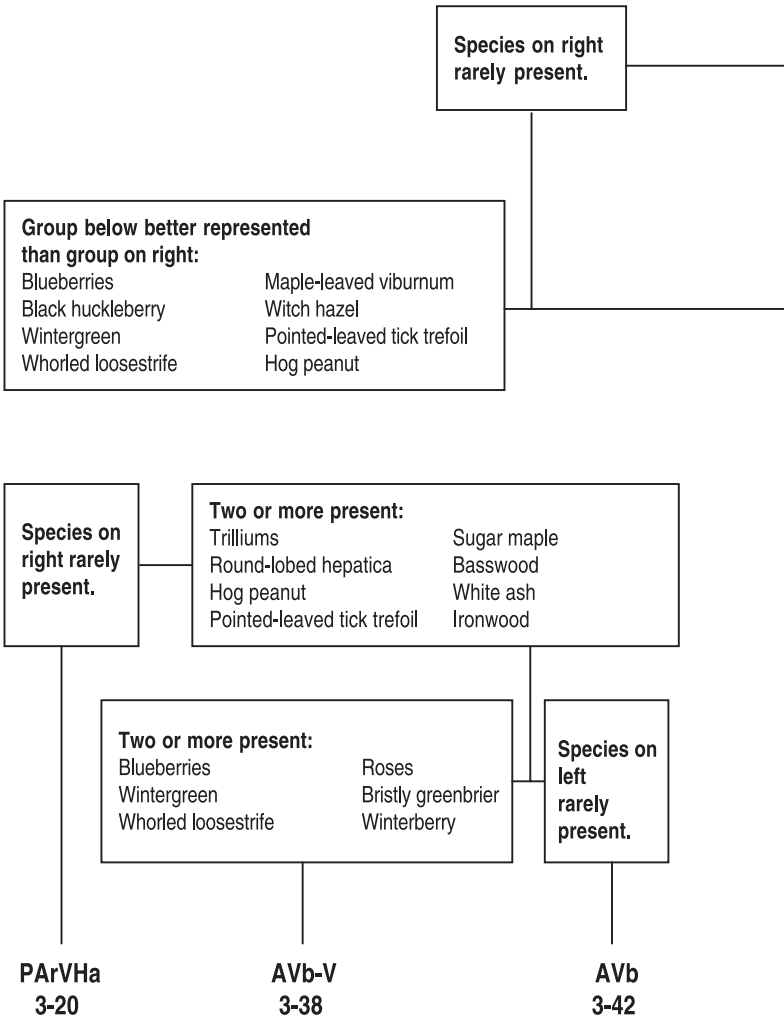 Species on right
rarely present.
Group below better represented
than group on right:
Blueberries Maple-leaved viburnum
Black huckleberry Witch hazel
Wintergreen Pointed-leaved tick trefoil
Whorled loosestrife Hog peanut
Species on
right rarely
present.
Two or more present:
Trilliums Sugar maple
Round-lobed hepatica Basswood
Hog peanut White ash
Pointed-leaved tick trefoil Ironwood
Two or more present:
Blueberries Roses
Wintergreen Bristly greenbrier
Whorled loosestrife Winterberry
Species on
left
rarely
present.
PArVHa
3-20
AVb-V
3-38
AVb
3-42